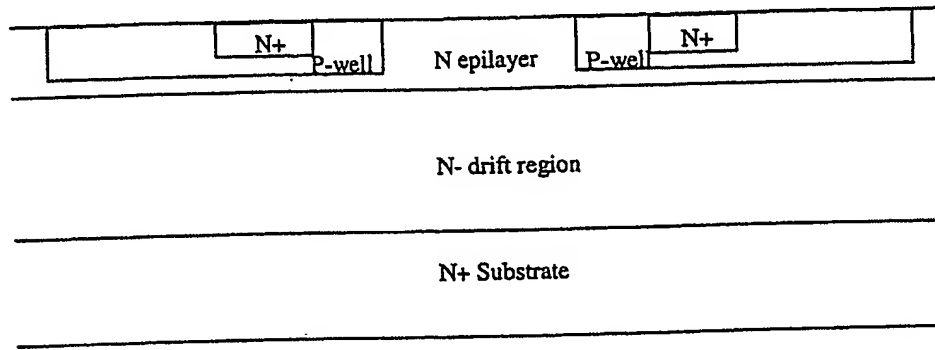 N+
P-well
N epilayer
P-well
N+
N- drift region
N+ Substrate